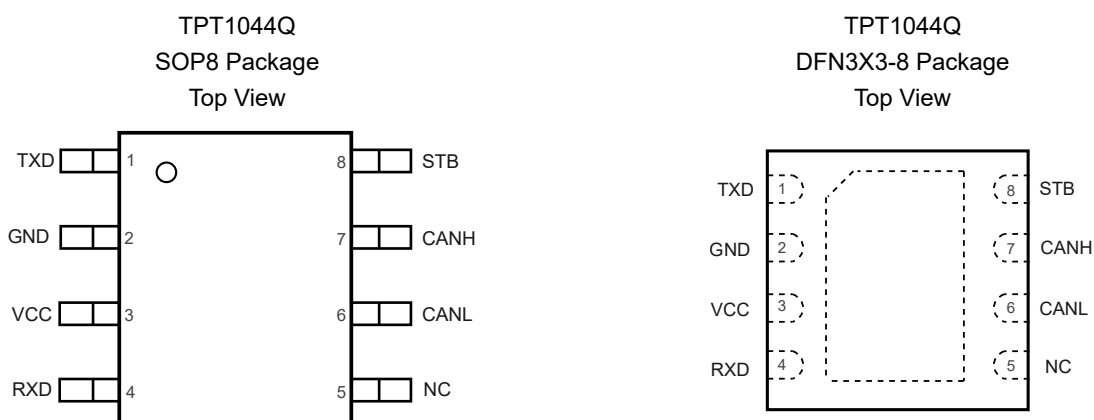 TPT1044Q
SOP8 Package
Top View
TXD 1 8 STB
GND 2 7 CANH
VCC 3 6 CANL
RXD 4 5 NC
TPT1044Q
DFN3X3-8 Package
Top View
TXD 1 8 STB
GND 2 7 CANH
VCC 3 6 CANL
RXD 4 5 NC